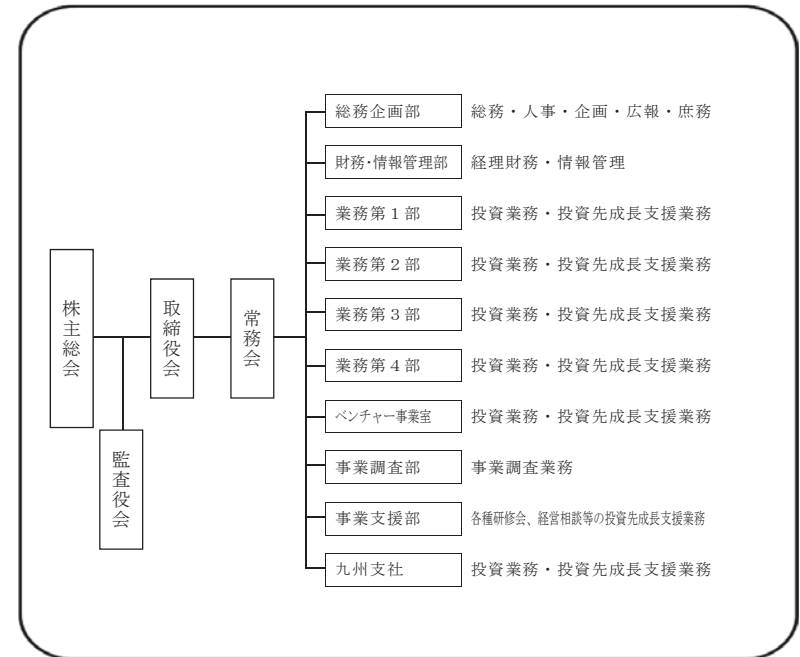 株主総会
監査役会
取締役会
常務会
総務企画部 総務・人事・企画・広報・庶務
財務・情報管理部 経理財務・情報管理
業務第1部 投資業務・投資先成長支援業務
業務第2部 投資業務・投資先成長支援業務
業務第3部 投資業務・投資先成長支援業務
業務第4部 投資業務・投資先成長支援業務
ベンチャー事業室 投資業務・投資先成長支援業務
事業調査部 事業調査業務
事業支援部 各種研修会、経営相談等の投資先成長支援業務
九州支社 投資業務・投資先成長支援業務